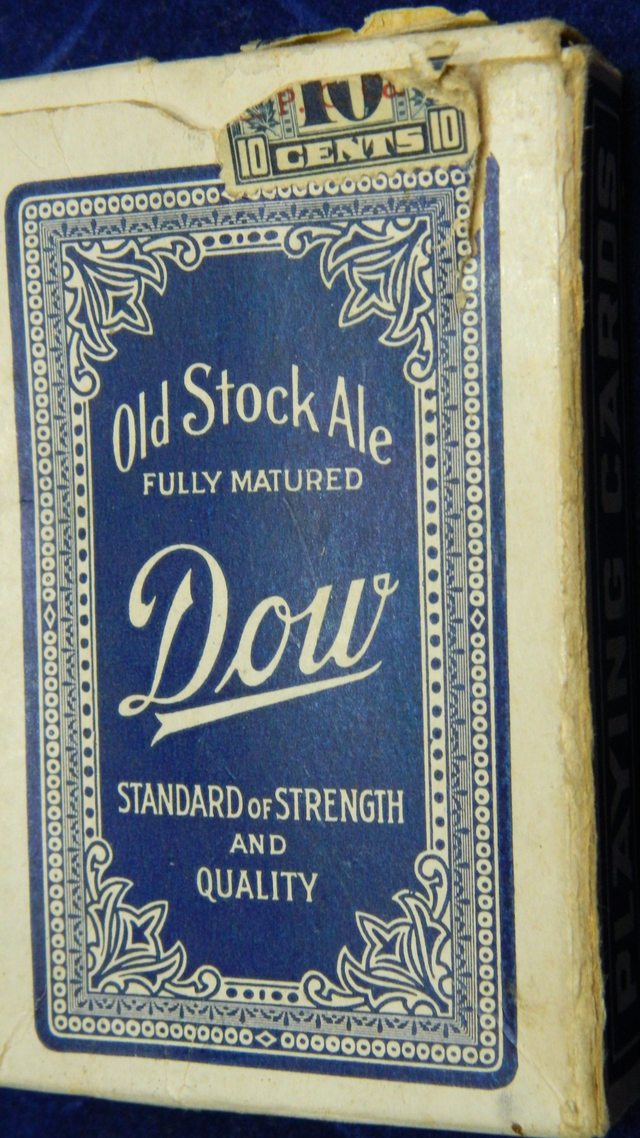 10
10 CENTS 10
Old Stock Ale
FULLY MATURED
Dow
STANDARD OF STRENGTH
AND
QUALITY
PLAYING CARDS